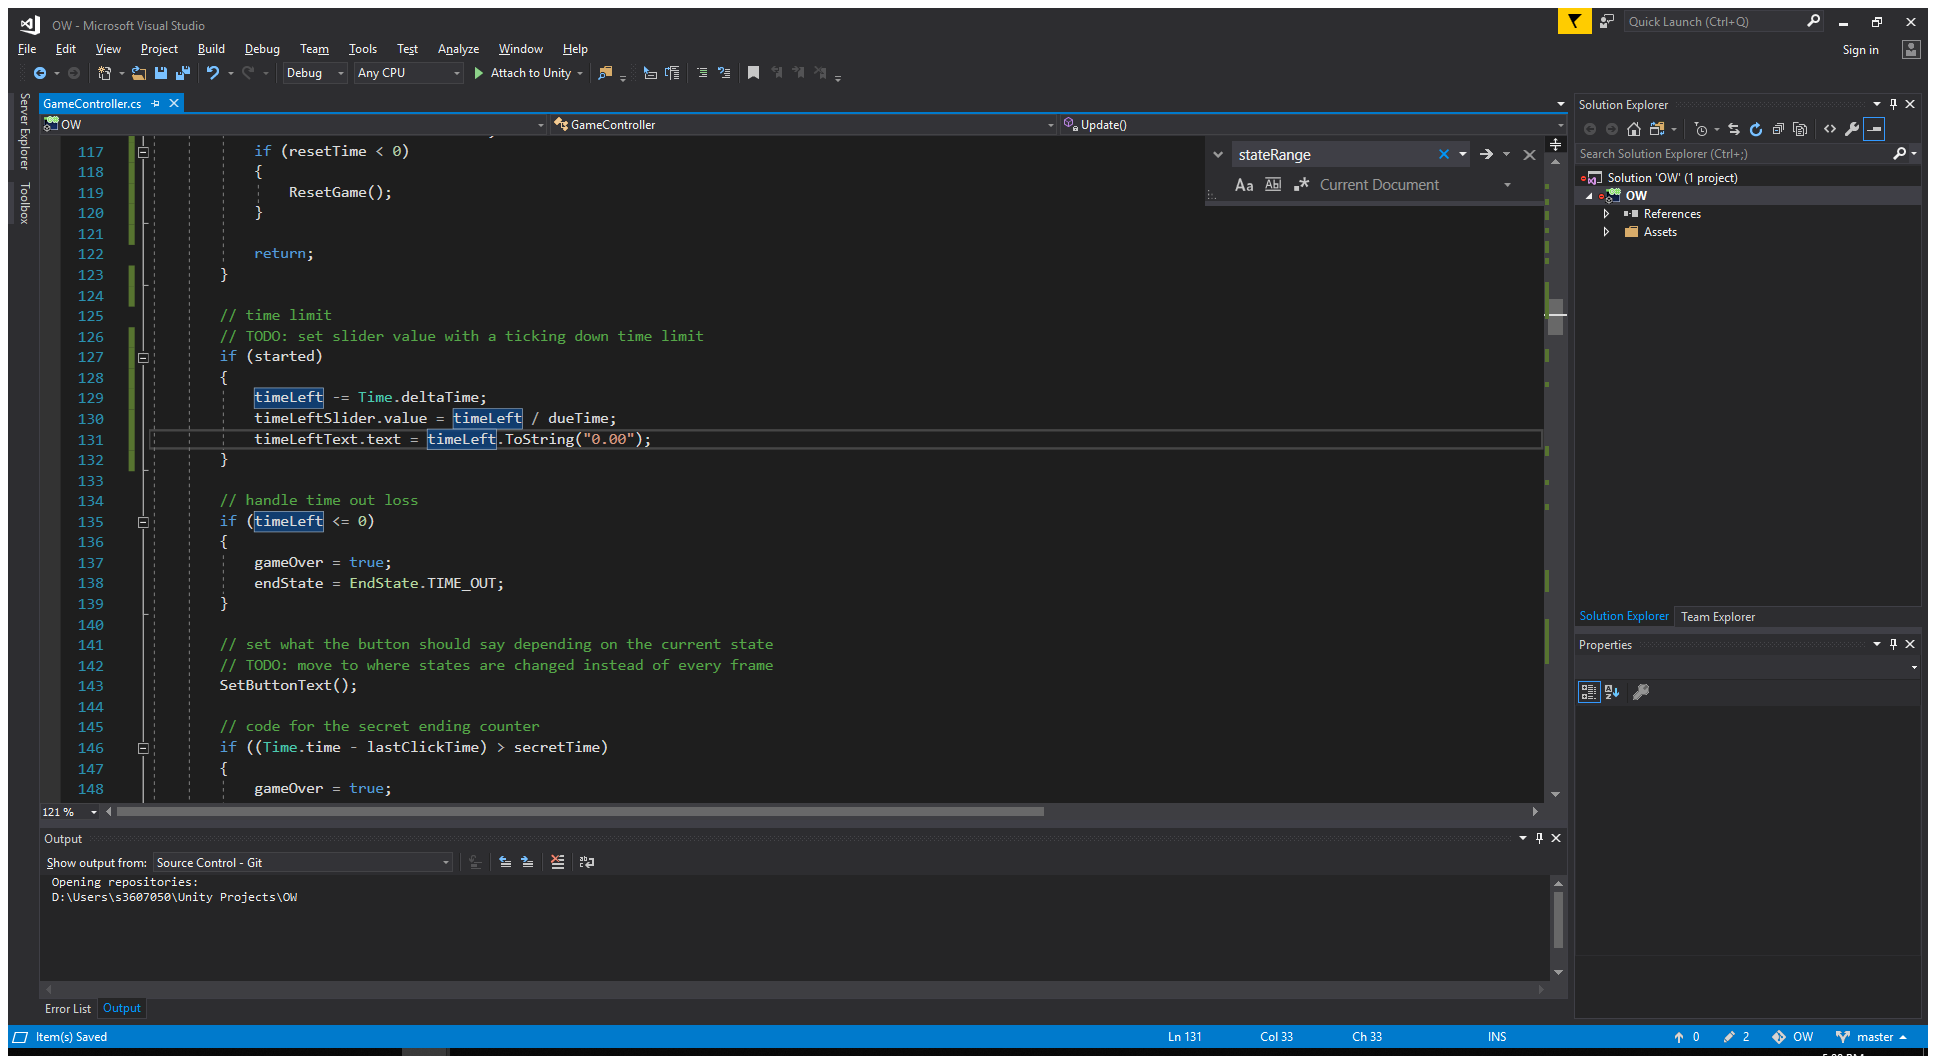 OW - Microsoft Visual Studio
Quick Launch (Ctrl+Q)
File Edit View Project Build Debug Team Tools Test Analyze Window Help
Sign in
Debug Any CPU Attach to Unity
Server Explorer
Toolbox
GameController.cs
OW GameController Update()
stateRange
Aa Ab| Current Document
117 if (resetTime < 0)
118 {
119 ResetGame();
120 }
121
122 return;
123 }
124
125 // time limit
126 // TODO: set slider value with a ticking down time limit
127 if (started)
128 {
129 timeLeft -= Time.deltaTime;
130 timeLeftSlider.value = timeLeft / dueTime;
131 timeLeftText.text = timeLeft.ToString("0.00");
132 }
133
134 // handle time out loss
135 if (timeLeft <= 0)
136 {
137 gameOver = true;
138 endState = EndState.TIME_OUT;
139 }
140
141 // set what the button should say depending on the current state
142 // TODO: move to where states are changed instead of every frame
143 SetButtonText();
144
145 // code for the secret ending counter
146 if ((Time.time - lastClickTime) > secretTime)
147 {
148 gameOver = true;
121 %
Output
Show output from: Source Control - Git
Opening repositories:
D:\Users\s3607050\Unity Projects\OW
Error List Output
Solution Explorer
Search Solution Explorer (Ctrl+;)
Solution 'OW' (1 project)
OW
References
Assets
Solution Explorer Team Explorer
Properties
Item(s) Saved Ln 131 Col 33 Ch 33 INS 0 2 OW master